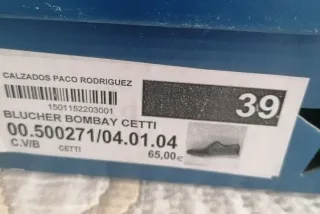 CALZADOS PACO RODRIGUEZ
1501152203001
39
BLUCHER BOMBAY CETTI
00.500271/04.01.04
C.V/B CETTI 65,00€